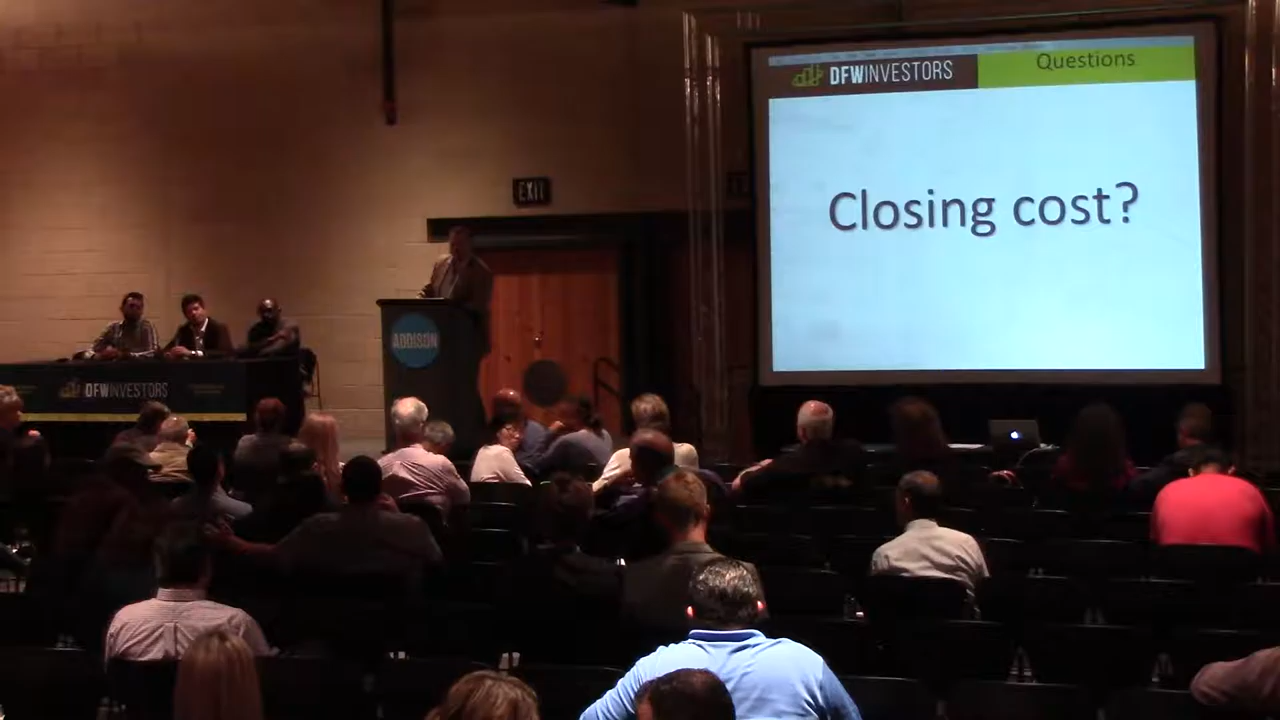 DFWINVESTORS
Questions
Closing cost?
EXIT
ADDISON
DFWINVESTORS